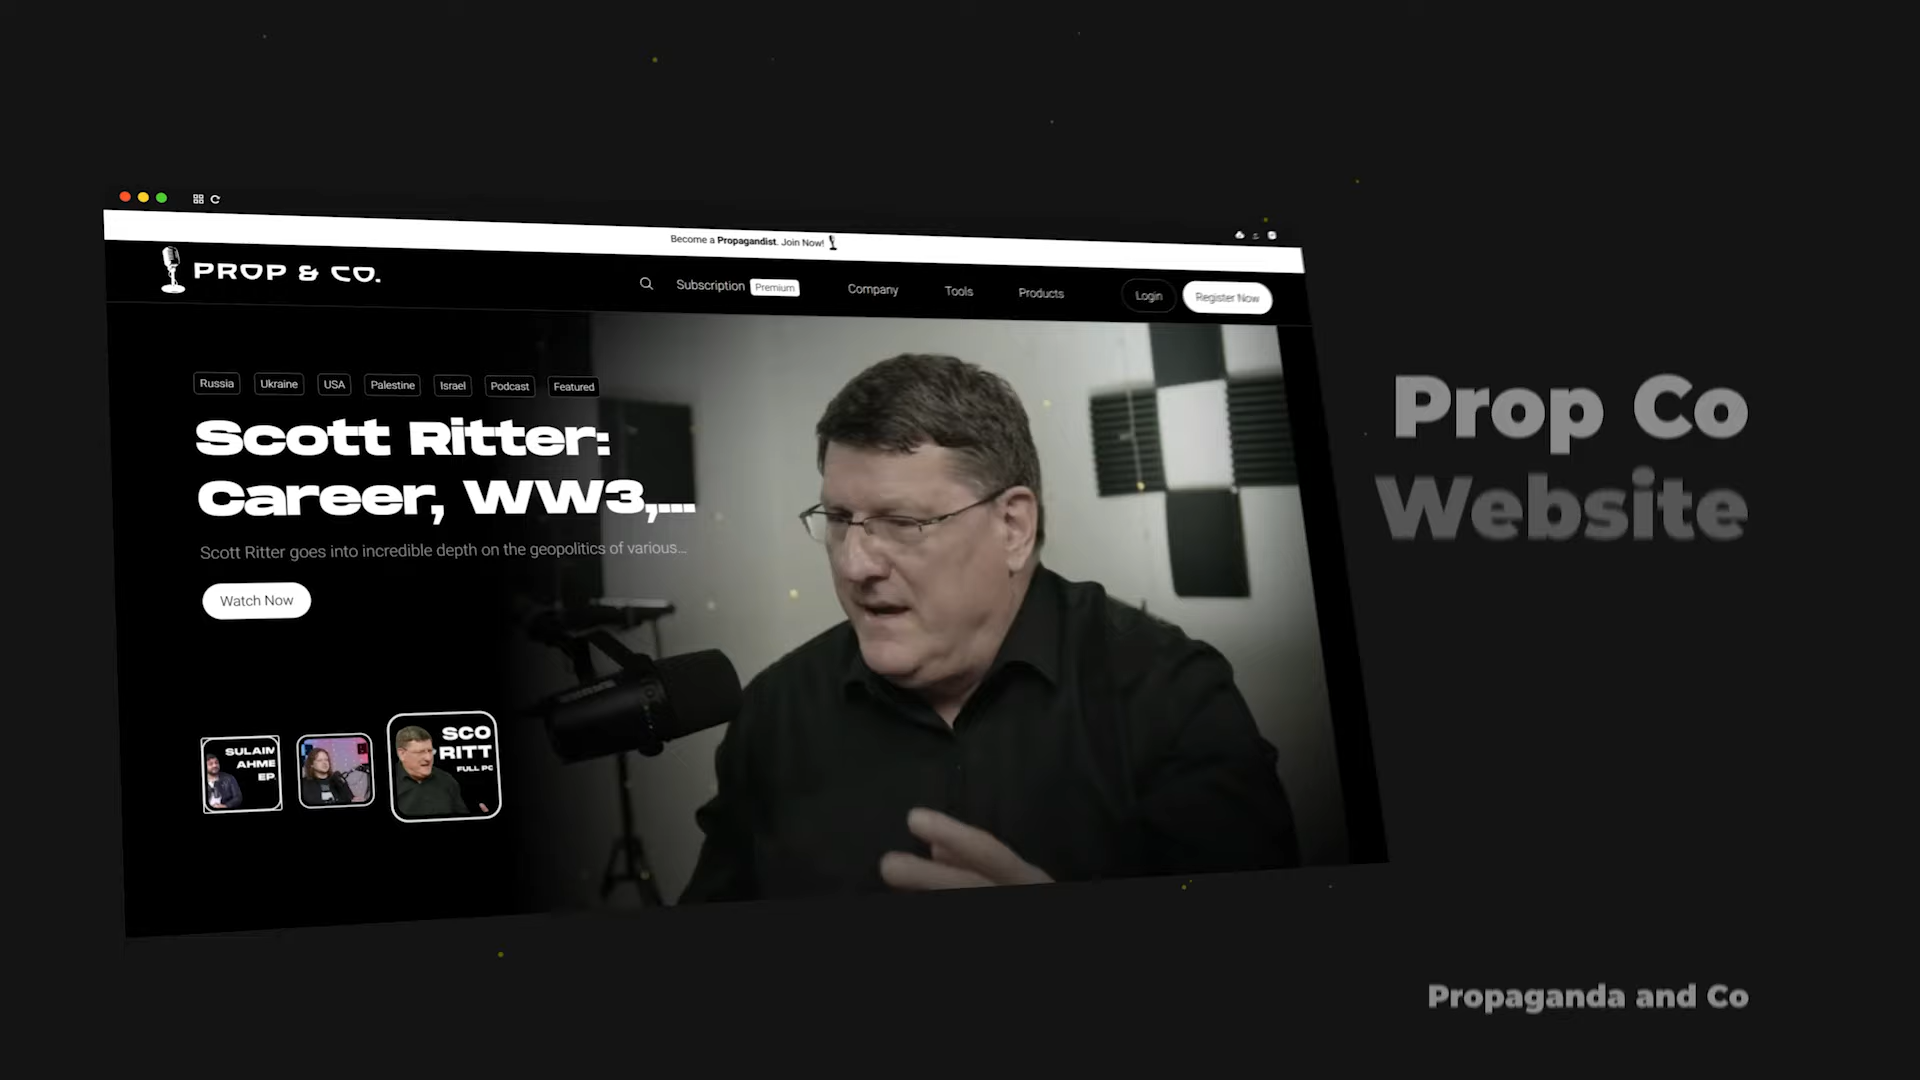 Become a Propagandist. Join Now!
PROP & CO.
Subscription Premium Company Tools Products Login Register Now
Russia Ukraine USA Palestine Israel Podcast Featured
Scott Ritter:
Career, WW3,...
Scott Ritter goes into incredible depth on the geopolitics of various...
Watch Now
SULAIM
AHME
EP.
SCO
RITT
FULL PO
Prop Co
Website
Propaganda and Co